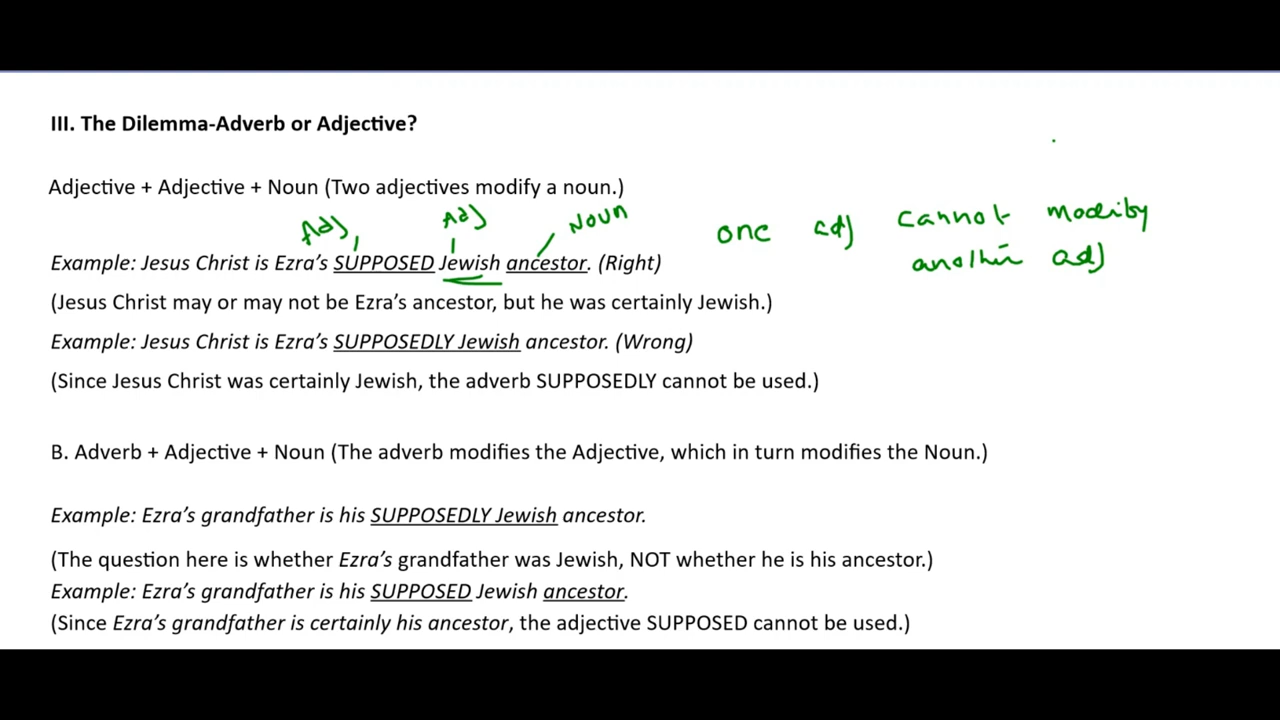 III. The Dilemma-Adverb or Adjective?
Adjective + Adjective + Noun (Two adjectives modify a noun.)
Adj Adj Noun
one adj cannot modify
another adj
Example: Jesus Christ is Ezra's SUPPOSED Jewish ancestor. (Right)
(Jesus Christ may or may not be Ezra's ancestor, but he was certainly Jewish.)
Example: Jesus Christ is Ezra's SUPPOSEDLY Jewish ancestor. (Wrong)
(Since Jesus Christ was certainly Jewish, the adverb SUPPOSEDLY cannot be used.)
B. Adverb + Adjective + Noun (The adverb modifies the Adjective, which in turn modifies the Noun.)
Example: Ezra's grandfather is his SUPPOSEDLY Jewish ancestor.
(The question here is whether Ezra's grandfather was Jewish, NOT whether he is his ancestor.)
Example: Ezra's grandfather is his SUPPOSED Jewish ancestor.
(Since Ezra's grandfather is certainly his ancestor, the adjective SUPPOSED cannot be used.)